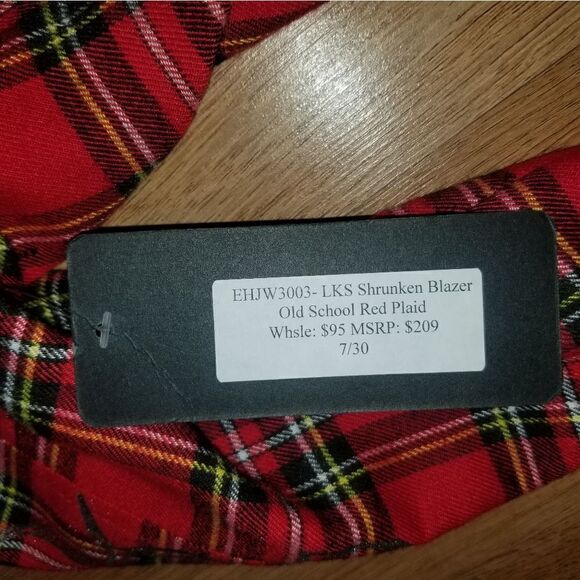 EHJW3003- LKS Shrunken Blazer
Old School Red Plaid
Whsle: $95 MSRP: $209
7/30